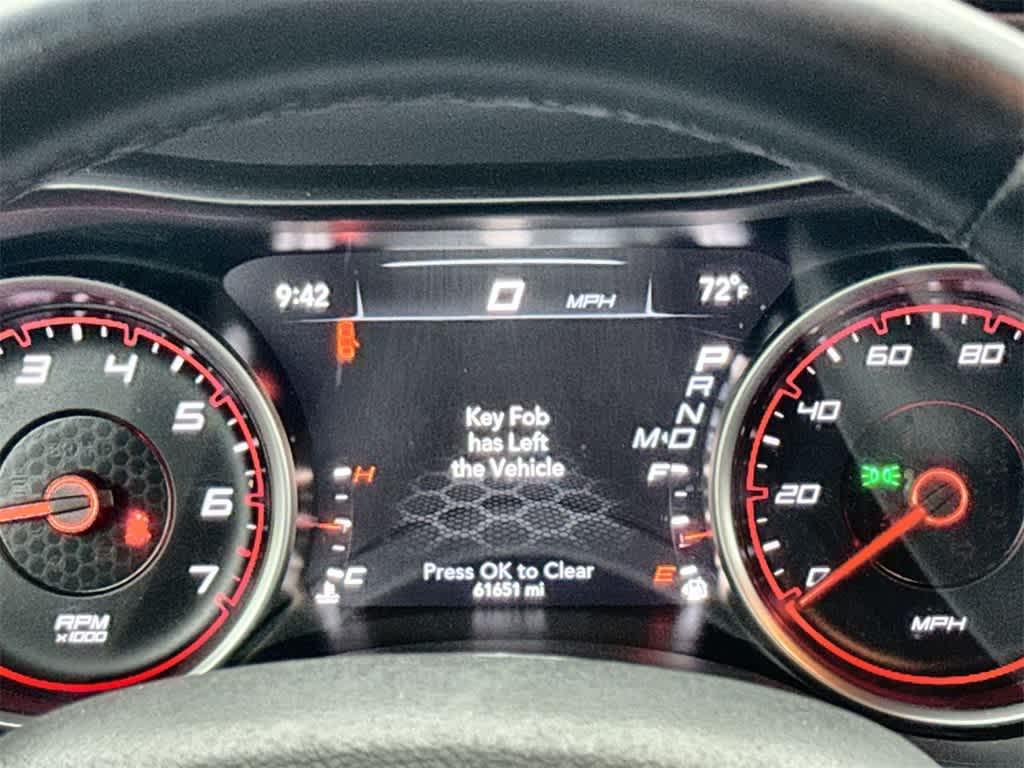 9:42
0 MPH
72°F
P
R
N
M/D
Key Fob
has Left
the Vehicle
Press OK to Clear
61651 mi
H
C
F
E
3
4
5
6
7
RPM
x1000
0
20
40
60
80
MPH